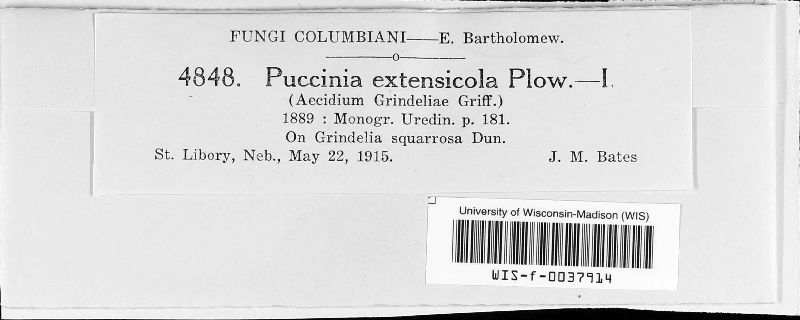 FUNGI COLUMBIANI——E. Bartholomew.
4848. Puccinia extensicola Plow.—I.
(Aecidium Grindeliae Griff.)
1889 : Monogr. Uredin. p. 181.
On Grindelia squarrosa Dun.
St. Libory, Neb., May 22, 1915. J. M. Bates
University of Wisconsin-Madison (WIS)
WIS-f-0037914